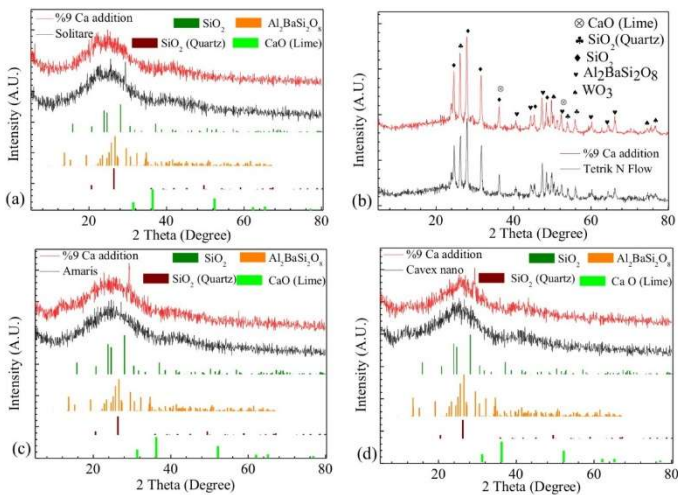 %9 Ca addition
Solitare
SiO2
Al2BaSi2O8
SiO2 (Quartz)
CaO (Lime)
Intensity (A.U.)
(a)
20 40 60 80
2 Theta (Degree)
CaO (Lime)
SiO2(Quartz)
SiO2
Al2BaSi2O8
WO3
%9 Ca addition
Tetrik N Flow
Intensity (A.U.)
(b)
20 40 60 80
2 Theta (Degree)
%9 Ca addition
Amaris
SiO2
Al2BaSi2O8
SiO2 (Quartz)
CaO (Lime)
Intensity (A.U.)
(c)
20 40 60 80
2 Theta (Degree)
%9 Ca addition
Cavex nano
SiO2
Al2BaSi2O8
SiO2 (Quartz)
Ca O (Lime)
Intensity (A.U.)
(d)
20 40 60 80
2 Theta (Degree)